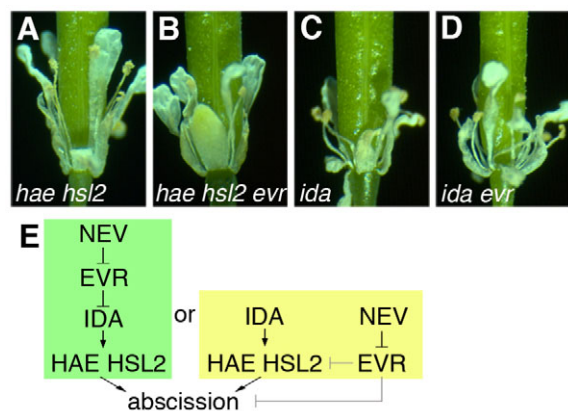 A
B
C
D
hae hsl2
hae hsl2 evr
ida
ida evr
E
NEV
EVR
IDA
HAE HSL2
or
IDA
NEV
HAE HSL2
EVR
abscission